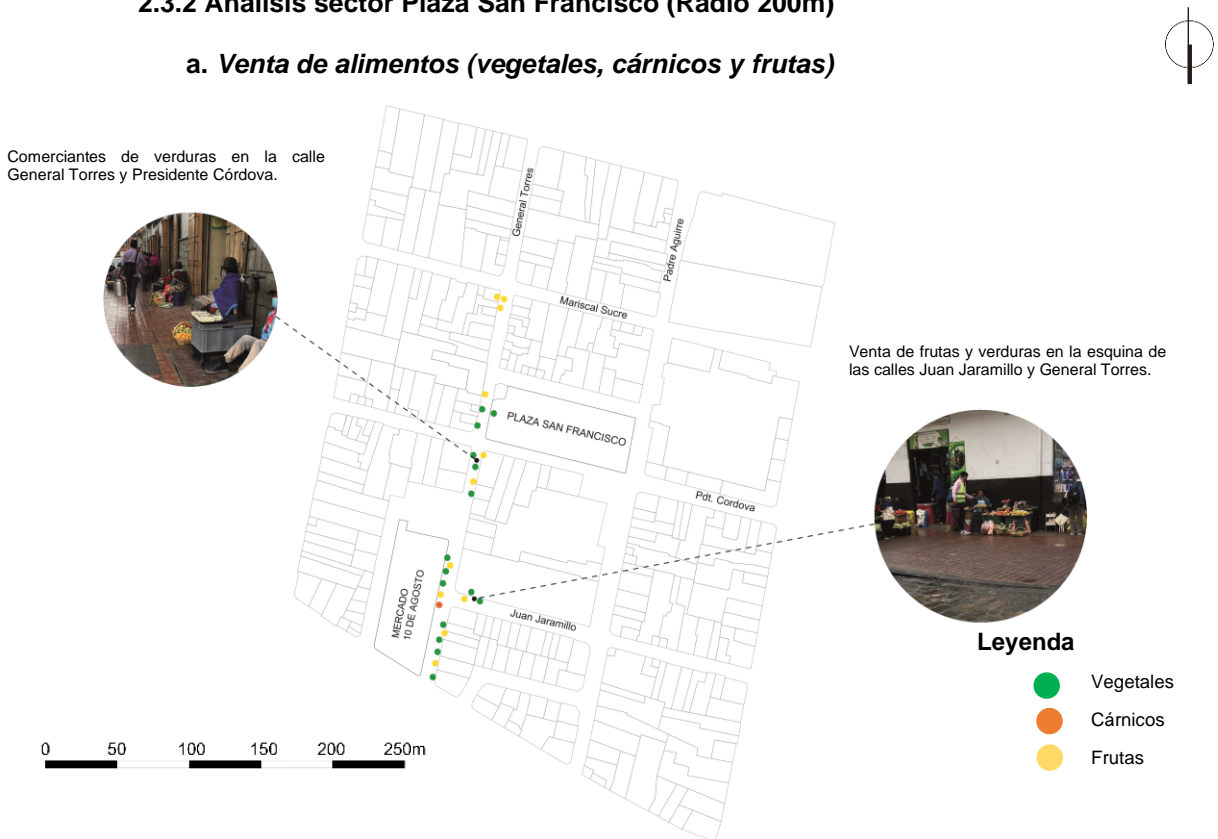 2.3.2 Análisis sector Plaza San Francisco (Radio 200m)
a. Venta de alimentos (vegetales, cárnicos y frutas)
Comerciantes de verduras en la calle
General Torres y Presidente Córdova.
General Torres
Padre Aguirre
Mariscal Sucre
Venta de frutas y verduras en la esquina de
las calles Juan Jaramillo y General Torres.
PLAZA SAN FRANCISCO
Pdt. Cordova
MERCADO
10 DE AGOSTO
Juan Jaramillo
Leyenda
Vegetales
Cárnicos
Frutas
0 50 100 150 200 250m